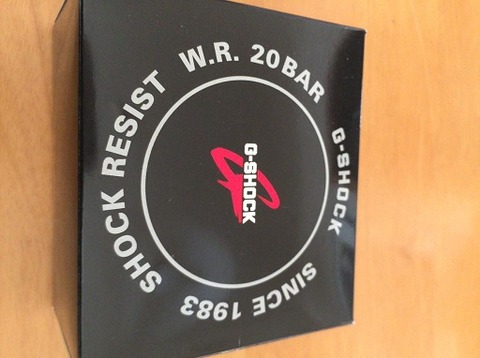 SHOCK RESIST
W.R. 20BAR
G-SHOCK
SINCE 1983
G-SHOCK